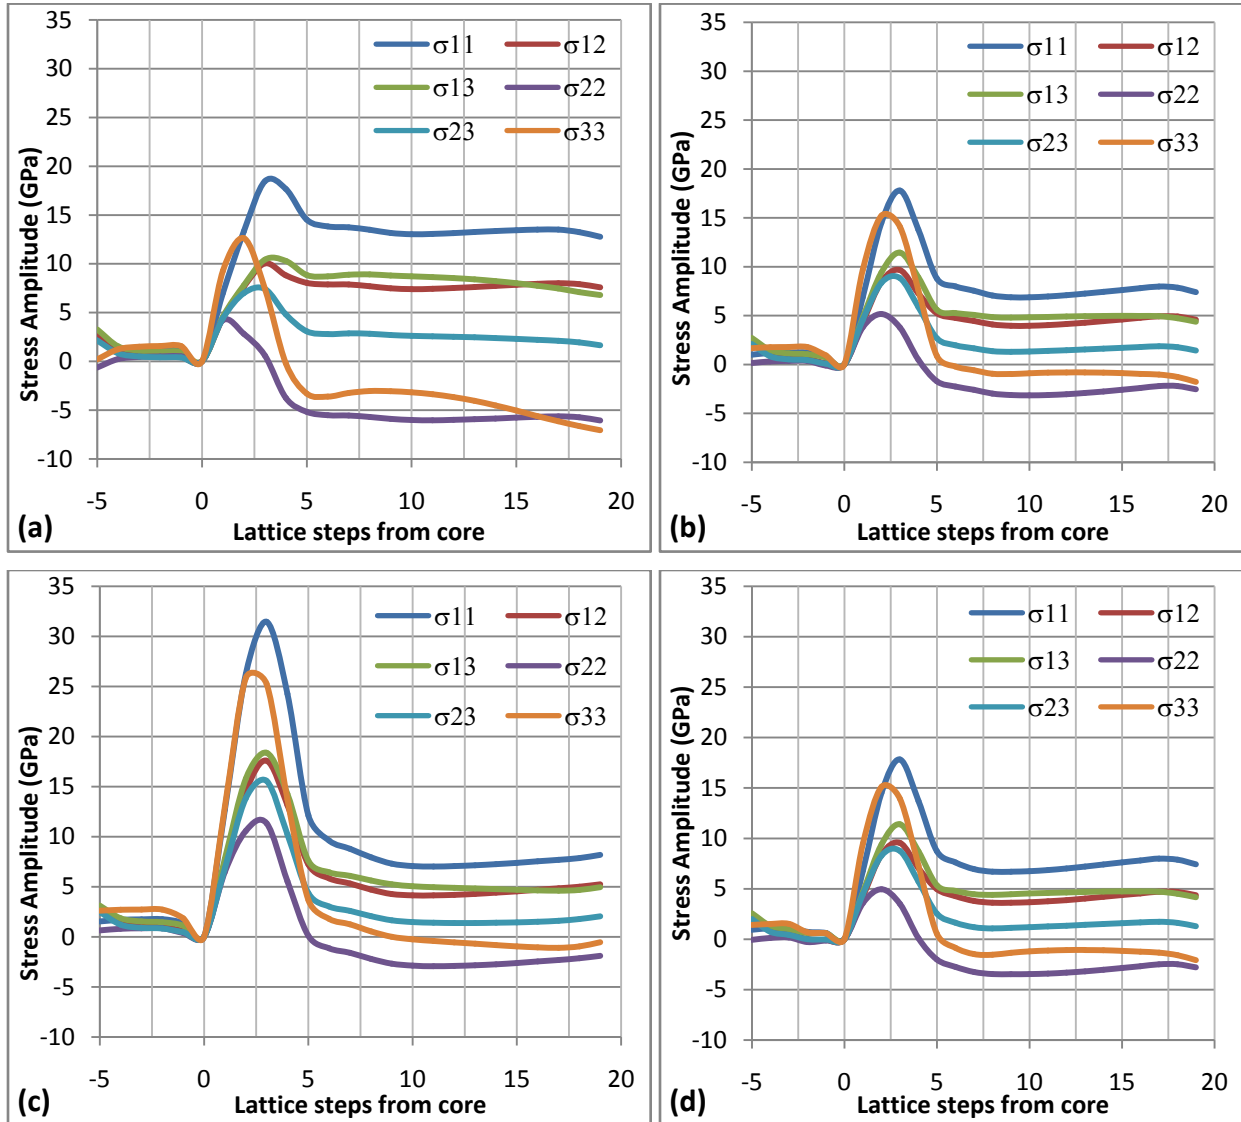 35
30
25
20
15
10
5
0
-5
-10
Stress Amplitude (GPa)
σ11 σ12
σ13 σ22
σ23 σ33
-5 0 5 10 15 20
(a) Lattice steps from core
35
30
25
20
15
10
5
0
-5
-10
Stress Amplitude (GPa)
σ11 σ12
σ13 σ22
σ23 σ33
-5 0 5 10 15 20
(b) Lattice steps from core
35
30
25
20
15
10
5
0
-5
-10
Stress Amplitude (GPa)
σ11 σ12
σ13 σ22
σ23 σ33
-5 0 5 10 15 20
(c) Lattice steps from core
35
30
25
20
15
10
5
0
-5
-10
Stress Amplitude (GPa)
σ11 σ12
σ13 σ22
σ23 σ33
-5 0 5 10 15 20
(d) Lattice steps from core